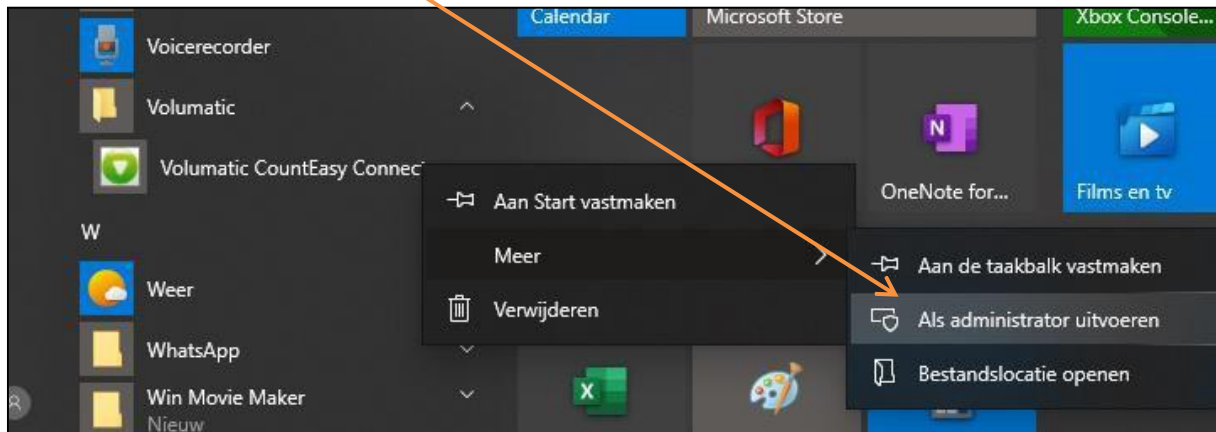 Calendar
Microsoft Store
Xbox Console...
Voicerecorder
Volumatic
Volumatic CountEasy Connec
W
Weer
WhatsApp
Win Movie Maker
Nieuw
Aan Start vastmaken
Meer
Verwijderen
OneNote for...
Films en tv
Aan de taakbalk vastmaken
Als administrator uitvoeren
Bestandslocatie openen